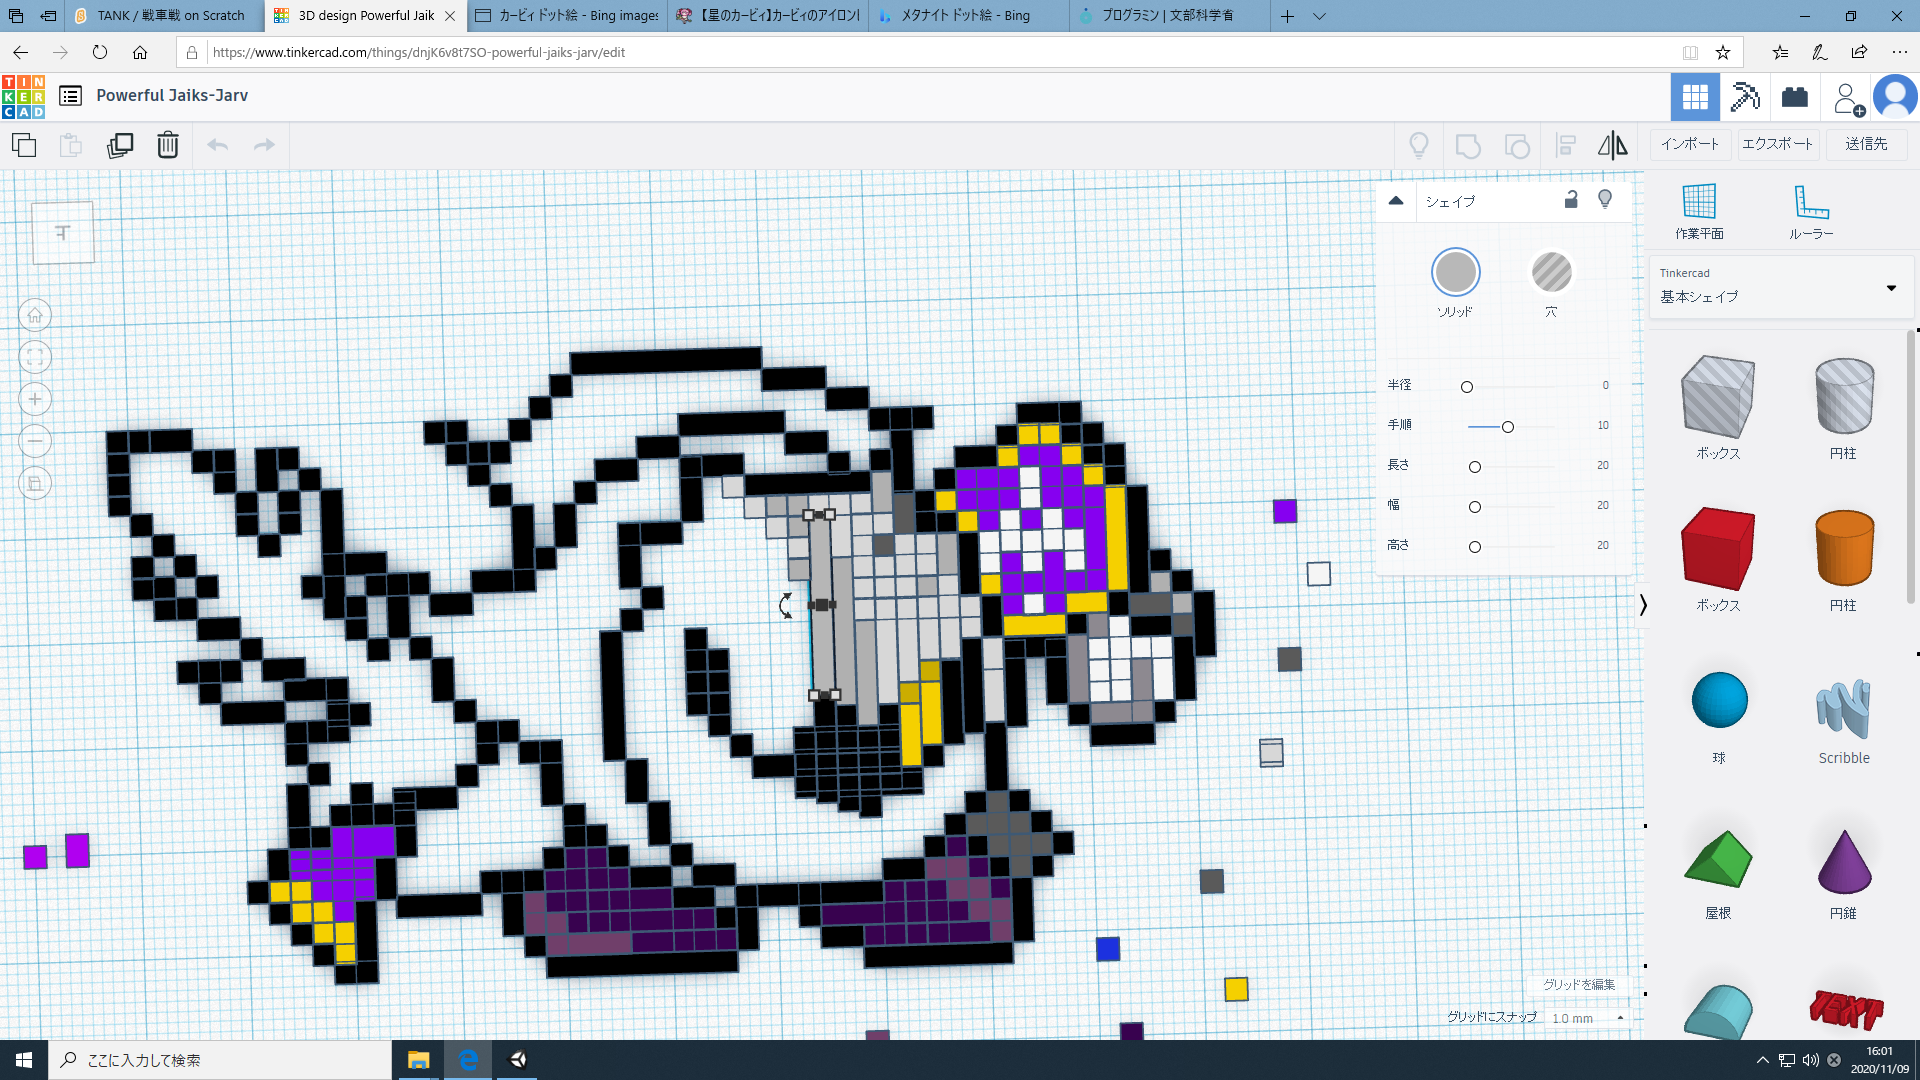 TANK / 戦車戦 on Scratch
3D design Powerful Jaik
カービィ ドット絵 - Bing images
【星のカービィ】カービィのアイロン
メタナイト ドット絵 - Bing
プログラミン | 文部科学省
https://www.tinkercad.com/things/dnjK6v8t7SO-powerful-jaiks-jarv/edit
TIN
KER
CAD
Powerful Jaiks-Jarv
インポート
エクスポート
送信先
シェイプ
ソリッド
穴
半径
0
手順
10
長さ
20
幅
20
高さ
20
作業平面
ルーラー
Tinkercad
基本シェイプ
ボックス
円柱
ボックス
円柱
球
Scribble
屋根
円錐
TEXT
グリッドを編集
グリッドにスナップ
1.0 mm
ここに入力して検索
16:01
2020/11/09